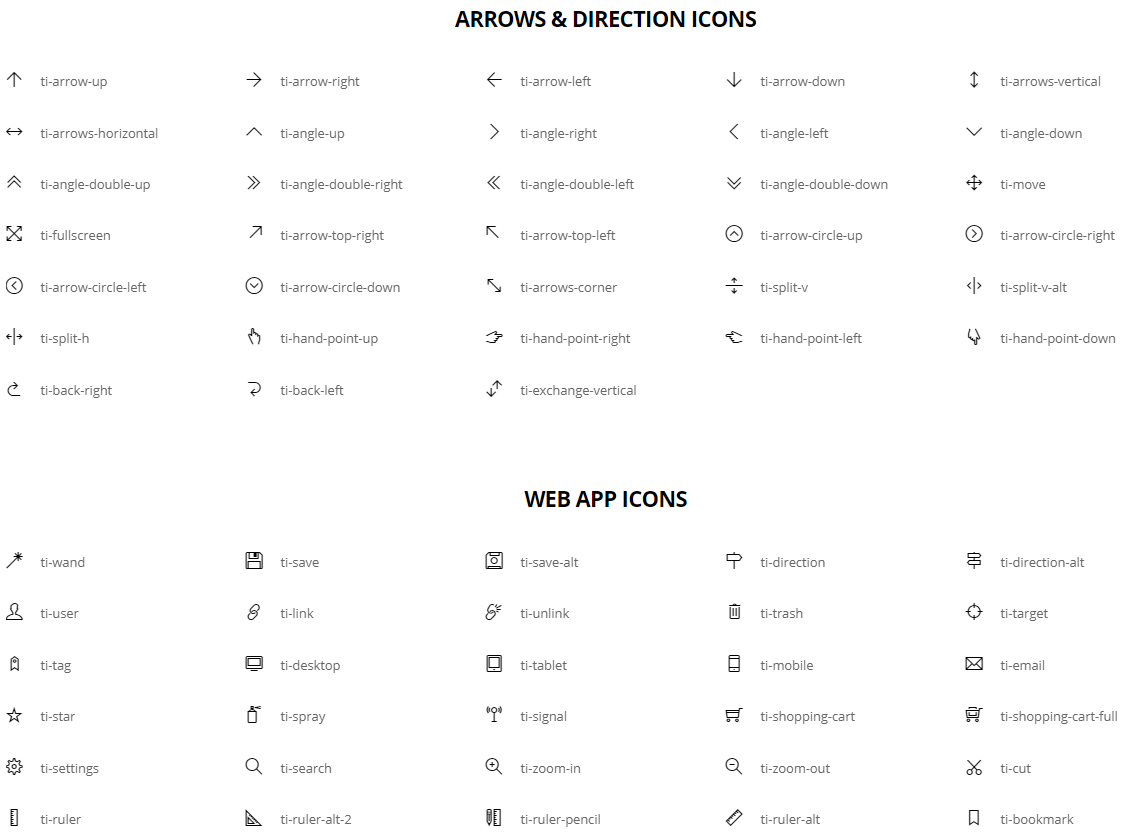 ARROWS & DIRECTION ICONS
ti-arrow-up ti-arrow-right ti-arrow-left ti-arrow-down ti-arrows-vertical
ti-arrows-horizontal ti-angle-up ti-angle-right ti-angle-left ti-angle-down
ti-angle-double-up ti-angle-double-right ti-angle-double-left ti-angle-double-down ti-move
ti-fullscreen ti-arrow-top-right ti-arrow-top-left ti-arrow-circle-up ti-arrow-circle-right
ti-arrow-circle-left ti-arrow-circle-down ti-arrows-corner ti-split-v ti-split-v-alt
ti-split-h ti-hand-point-up ti-hand-point-right ti-hand-point-left ti-hand-point-down
ti-back-right ti-back-left ti-exchange-vertical
WEB APP ICONS
ti-wand ti-save ti-save-alt ti-direction ti-direction-alt
ti-user ti-link ti-unlink ti-trash ti-target
ti-tag ti-desktop ti-tablet ti-mobile ti-email
ti-star ti-spray ti-signal ti-shopping-cart ti-shopping-cart-full
ti-settings ti-search ti-zoom-in ti-zoom-out ti-cut
ti-ruler ti-ruler-alt-2 ti-ruler-pencil ti-ruler-alt ti-bookmark